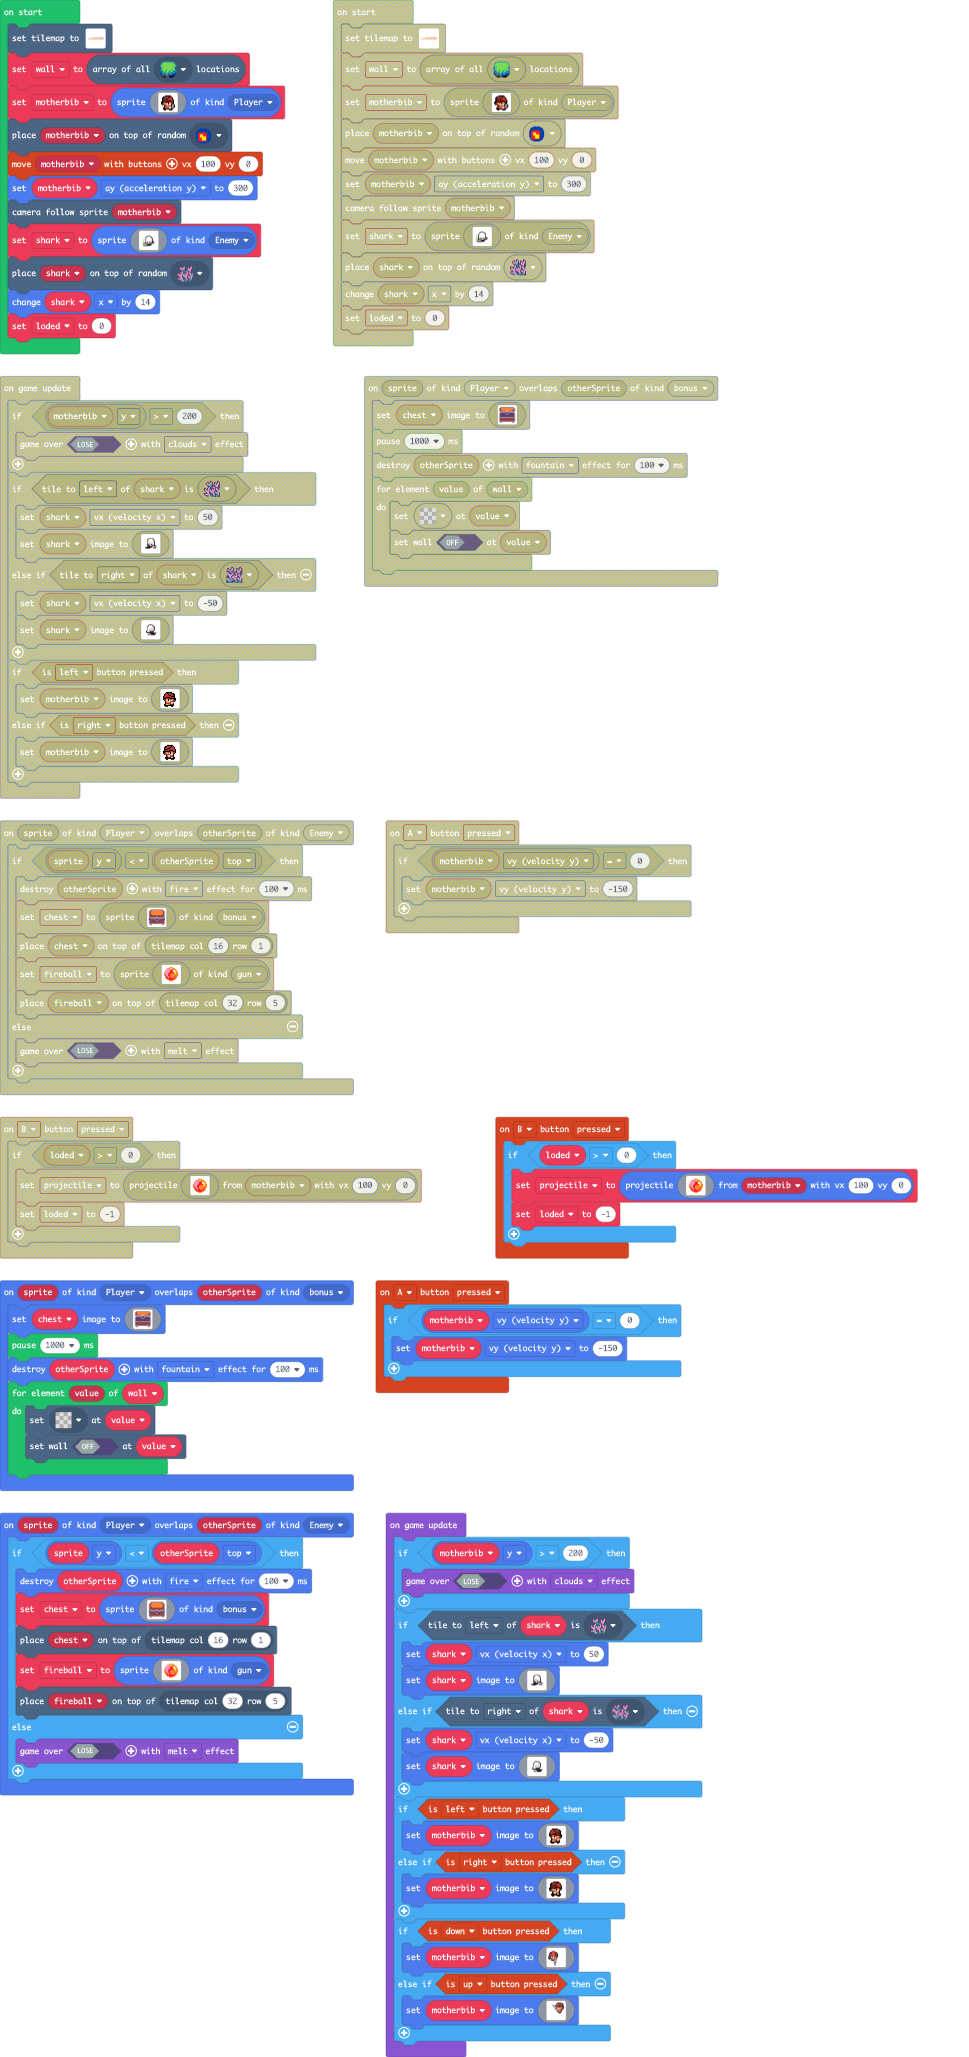 on start
set tilemap to
set wall to array of all locations
set motherbib to sprite of kind Player
place motherbib on top of random
move motherbib with buttons vx 100 vy 0
set motherbib ay (acceleration y) to 300
camera follow sprite motherbib
set shark to sprite of kind Enemy
place shark on top of random
change shark x by 14
set loded to 0
on start
set tilemap to
set wall to array of all locations
set motherbib to sprite of kind Player
place motherbib on top of random
move motherbib with buttons vx 100 vy 0
set motherbib ay (acceleration y) to 300
camera follow sprite motherbib
set shark to sprite of kind Enemy
place shark on top of random
change shark x by 14
set loded to 0
on game update
if motherbib y > 200 then
game over LOSE with clouds effect
if tile to left of shark is then
set shark vx (velocity x) to 50
set shark image to
else if tile to right of shark is then
set shark vx (velocity x) to -50
set shark image to
if is left button pressed then
set motherbib image to
else if is right button pressed then
set motherbib image to
on sprite of kind Player overlaps otherSprite of kind bonus
set chest image to
pause 1000 ms
destroy otherSprite with fountain effect for 100 ms
for element value of wall
do
set at value
set wall OFF at value
on sprite of kind Player overlaps otherSprite of kind Enemy
if sprite y < otherSprite top then
destroy otherSprite with fire effect for 100 ms
set chest to sprite of kind bonus
place chest on top of tilemap col 16 row 1
set fireball to sprite of kind gun
place fireball on top of tilemap col 32 row 5
else
game over LOSE with melt effect
on A button pressed
if motherbib vy (velocity y) = 0 then
set motherbib vy (velocity y) to -150
on B button pressed
if loded > 0 then
set projectile to projectile from motherbib with vx 100 vy 0
set loded to -1
on B button pressed
if loded > 0 then
set projectile to projectile from motherbib with vx 100 vy 0
set loded to -1
on sprite of kind Player overlaps otherSprite of kind bonus
set chest image to
pause 1000 ms
destroy otherSprite with fountain effect for 100 ms
for element value of wall
do
set at value
set wall OFF at value
on A button pressed
if motherbib vy (velocity y) = 0 then
set motherbib vy (velocity y) to -150
on sprite of kind Player overlaps otherSprite of kind Enemy
if sprite y < otherSprite top then
destroy otherSprite with fire effect for 100 ms
set chest to sprite of kind bonus
place chest on top of tilemap col 16 row 1
set fireball to sprite of kind gun
place fireball on top of tilemap col 32 row 5
else
game over LOSE with melt effect
on game update
if motherbib y > 200 then
game over LOSE with clouds effect
if tile to left of shark is then
set shark vx (velocity x) to 50
set shark image to
else if tile to right of shark is then
set shark vx (velocity x) to -50
set shark image to
if is left button pressed then
set motherbib image to
else if is right button pressed then
set motherbib image to
if is down button pressed then
set motherbib image to
else if is up button pressed then
set motherbib image to